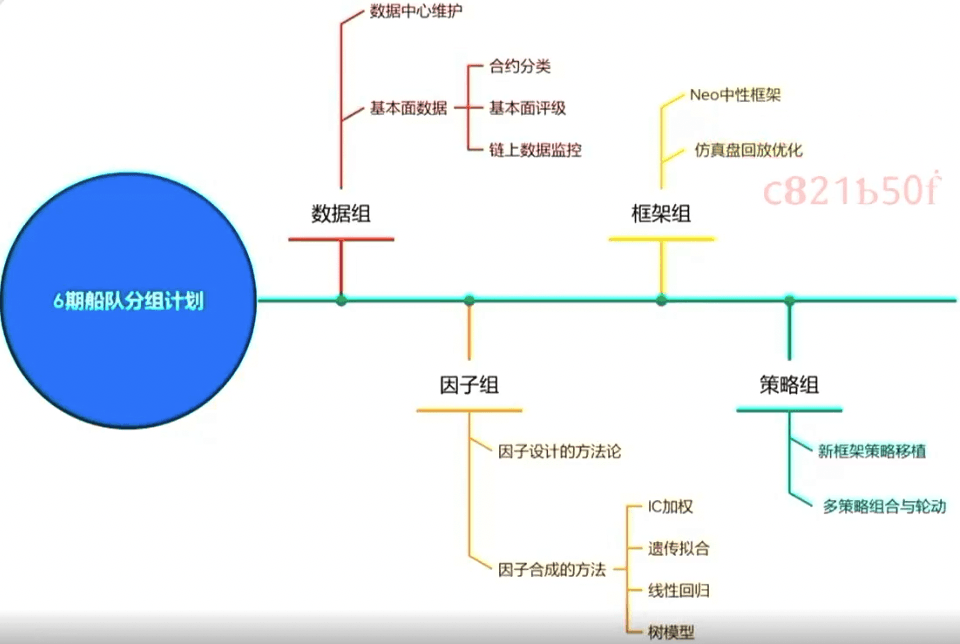 数据中心维护
基本面数据
合约分类
基本面评级
链上数据监控
数据组
Neo中性框架
仿真盘回放优化
框架组
c821b50f
6期船队分组计划
因子组
因子设计的方法论
因子合成的方法
IC加权
遗传拟合
线性回归
树模型
策略组
新框架策略移植
多策略组合与轮动